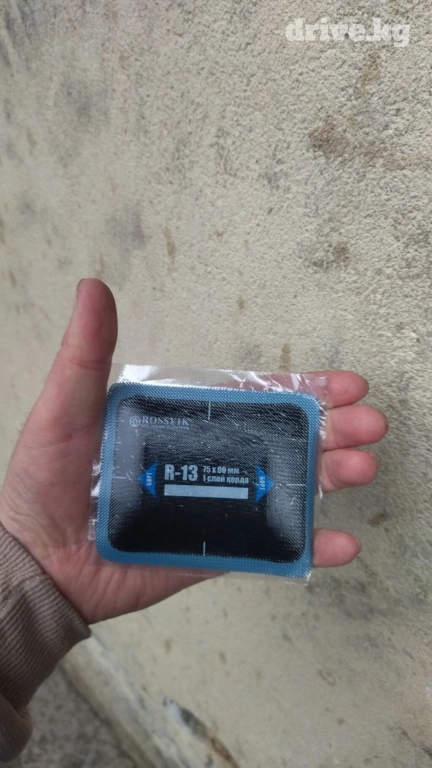 drive.kg
ROSSVIK
R-13
75 x 90 мм
1 слой корда